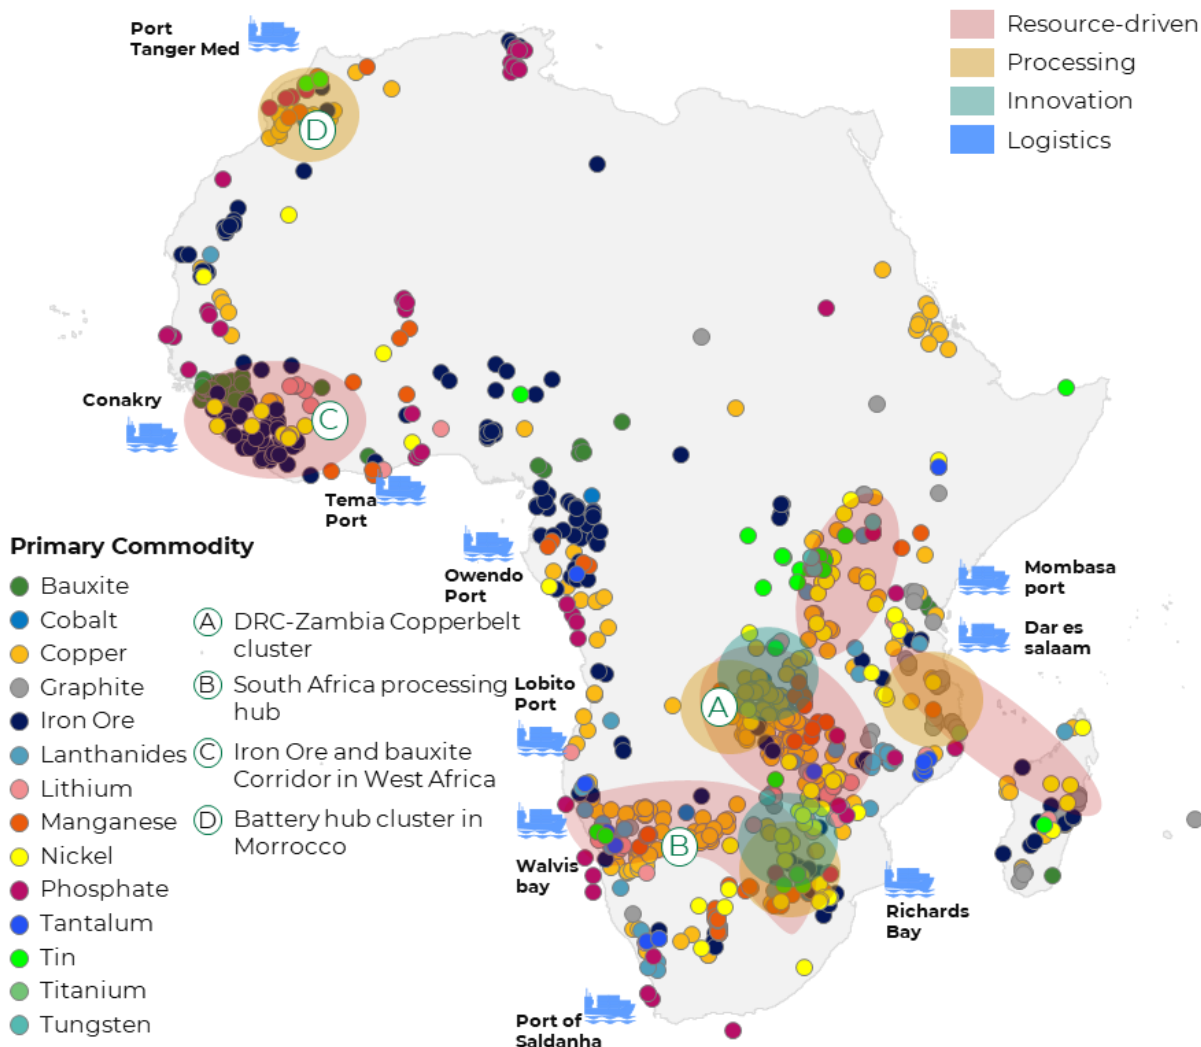 Port
Tanger Med
Resource-driven
Processing
Innovation
Logistics
D
Conakry
C
Tema
Port
Owendo
Port
Mombasa
port
Dar es
salaam
Lobito
Port
A
Walvis
bay
B
Richards
Bay
Port of
Saldanha
Primary Commodity
Bauxite
Cobalt
Copper
Graphite
Iron Ore
Lanthanides
Lithium
Manganese
Nickel
Phosphate
Tantalum
Tin
Titanium
Tungsten
A DRC-Zambia Copperbelt
cluster
B South Africa processing
hub
C Iron Ore and bauxite
Corridor in West Africa
D Battery hub cluster in
Morrocco